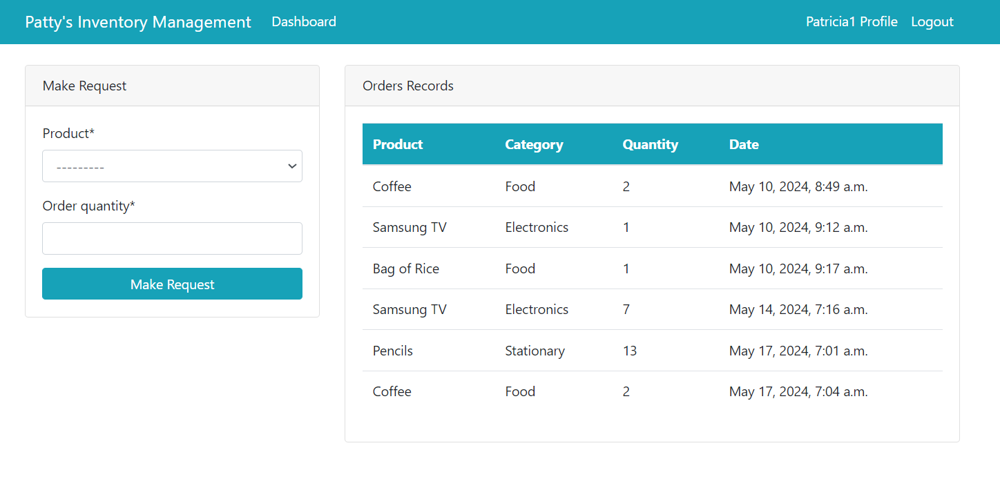 Patty's Inventory Management Dashboard Patricia1 Profile Logout
Make Request
Product*
---------
Order quantity*
Make Request
Orders Records
Product Category Quantity Date
Coffee Food 2 May 10, 2024, 8:49 a.m.
Samsung TV Electronics 1 May 10, 2024, 9:12 a.m.
Bag of Rice Food 1 May 10, 2024, 9:17 a.m.
Samsung TV Electronics 7 May 14, 2024, 7:16 a.m.
Pencils Stationary 13 May 17, 2024, 7:01 a.m.
Coffee Food 2 May 17, 2024, 7:04 a.m.